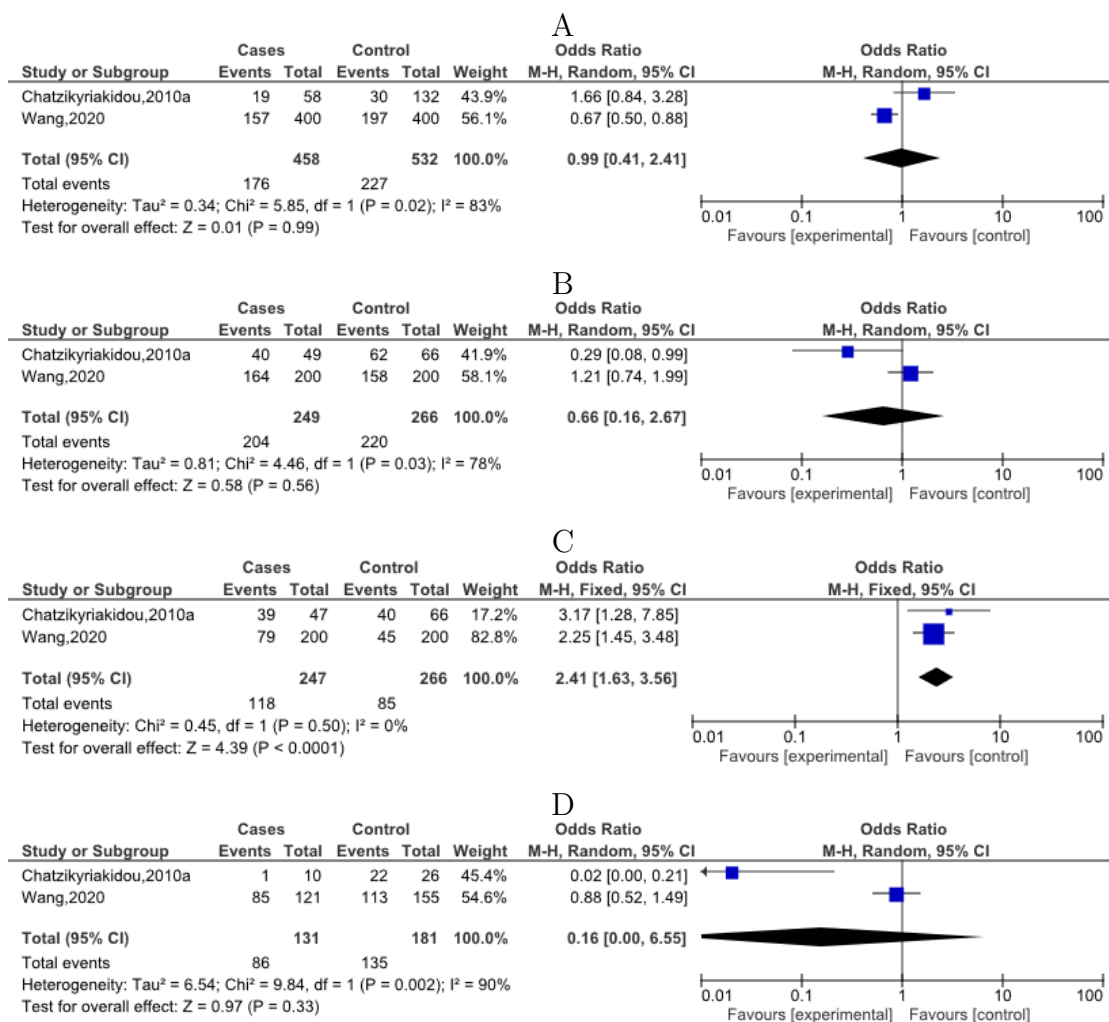 A
Cases Control Odds Ratio Odds Ratio
Study or Subgroup Events Total Events Total Weight M-H, Random, 95% CI M-H, Random, 95% CI
Chatzikyriakidou,2010a 19 58 30 132 43.9% 1.66 [0.84, 3.28]
Wang,2020 157 400 197 400 56.1% 0.67 [0.50, 0.88]
Total (95% CI) 458 532 100.0% 0.99 [0.41, 2.41]
Total events 176 227
Heterogeneity: Tau² = 0.34; Chi² = 5.85, df = 1 (P = 0.02); I² = 83%
Test for overall effect: Z = 0.01 (P = 0.99)
0.01 0.1 1 10 100
Favours [experimental] Favours [control]
B
Cases Control Odds Ratio Odds Ratio
Study or Subgroup Events Total Events Total Weight M-H, Random, 95% CI M-H, Random, 95% CI
Chatzikyriakidou,2010a 40 49 62 66 41.9% 0.29 [0.08, 0.99]
Wang,2020 164 200 158 200 58.1% 1.21 [0.74, 1.99]
Total (95% CI) 249 266 100.0% 0.66 [0.16, 2.67]
Total events 204 220
Heterogeneity: Tau² = 0.81; Chi² = 4.46, df = 1 (P = 0.03); I² = 78%
Test for overall effect: Z = 0.58 (P = 0.56)
0.01 0.1 1 10 100
Favours [experimental] Favours [control]
C
Cases Control Odds Ratio Odds Ratio
Study or Subgroup Events Total Events Total Weight M-H, Fixed, 95% CI M-H, Fixed, 95% CI
Chatzikyriakidou,2010a 39 47 40 66 17.2% 3.17 [1.28, 7.85]
Wang,2020 79 200 45 200 82.8% 2.25 [1.45, 3.48]
Total (95% CI) 247 266 100.0% 2.41 [1.63, 3.56]
Total events 118 85
Heterogeneity: Chi² = 0.45, df = 1 (P = 0.50); I² = 0%
Test for overall effect: Z = 4.39 (P < 0.0001)
0.01 0.1 1 10 100
Favours [experimental] Favours [control]
D
Cases Control Odds Ratio Odds Ratio
Study or Subgroup Events Total Events Total Weight M-H, Random, 95% CI M-H, Random, 95% CI
Chatzikyriakidou,2010a 1 10 22 26 45.4% 0.02 [0.00, 0.21]
Wang,2020 85 121 113 155 54.6% 0.88 [0.52, 1.49]
Total (95% CI) 131 181 100.0% 0.16 [0.00, 6.55]
Total events 86 135
Heterogeneity: Tau² = 6.54; Chi² = 9.84, df = 1 (P = 0.002); I² = 90%
Test for overall effect: Z = 0.97 (P = 0.33)
0.01 0.1 1 10 100
Favours [experimental] Favours [control]